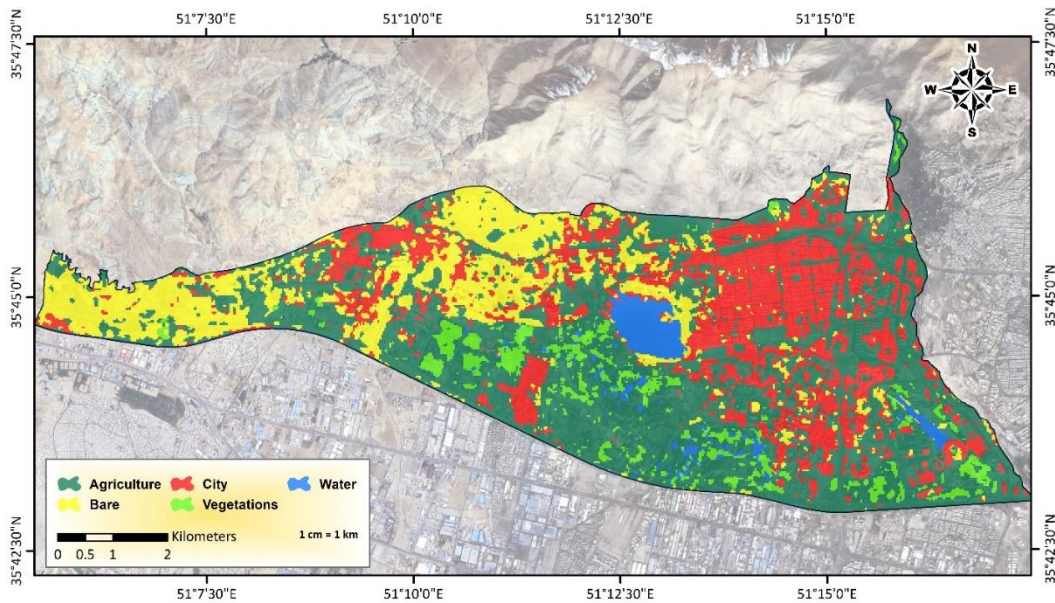 51°7'30"E 51°10'0"E 51°12'30"E 51°15'0"E
35°47'30"N 35°47'30"N
N
W E
S
35°45'0"N 35°45'0"N
Agriculture City Water
Bare Vegetations
Kilometers 1 cm = 1 km
0 0.5 1 2
35°42'30"N 35°42'30"N
51°7'30"E 51°10'0"E 51°12'30"E 51°15'0"E